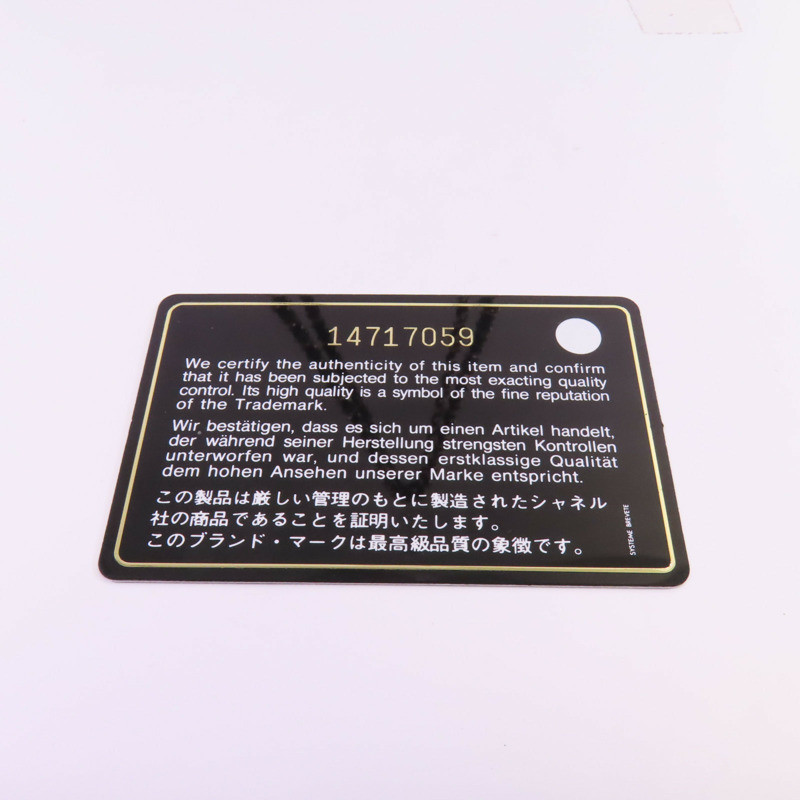 14717059
We certify the authenticity of this item and confirm
that it has been subjected to the most exacting quality
control. Its high quality is a symbol of the fine reputation
of the Trademark.
Wir bestätigen, dass es sich um einen Artikel handelt,
der während seiner Herstellung strengsten Kontrollen
unterworfen war, und dessen erstklassige Qualität
dem hohen Ansehen unserer Marke entspricht.
この製品は厳しい管理のもとに製造されたシャネル
社の商品であることを証明いたします。
このブランド・マークは最高級品質の象徴です。
SYSTEME BREVETE